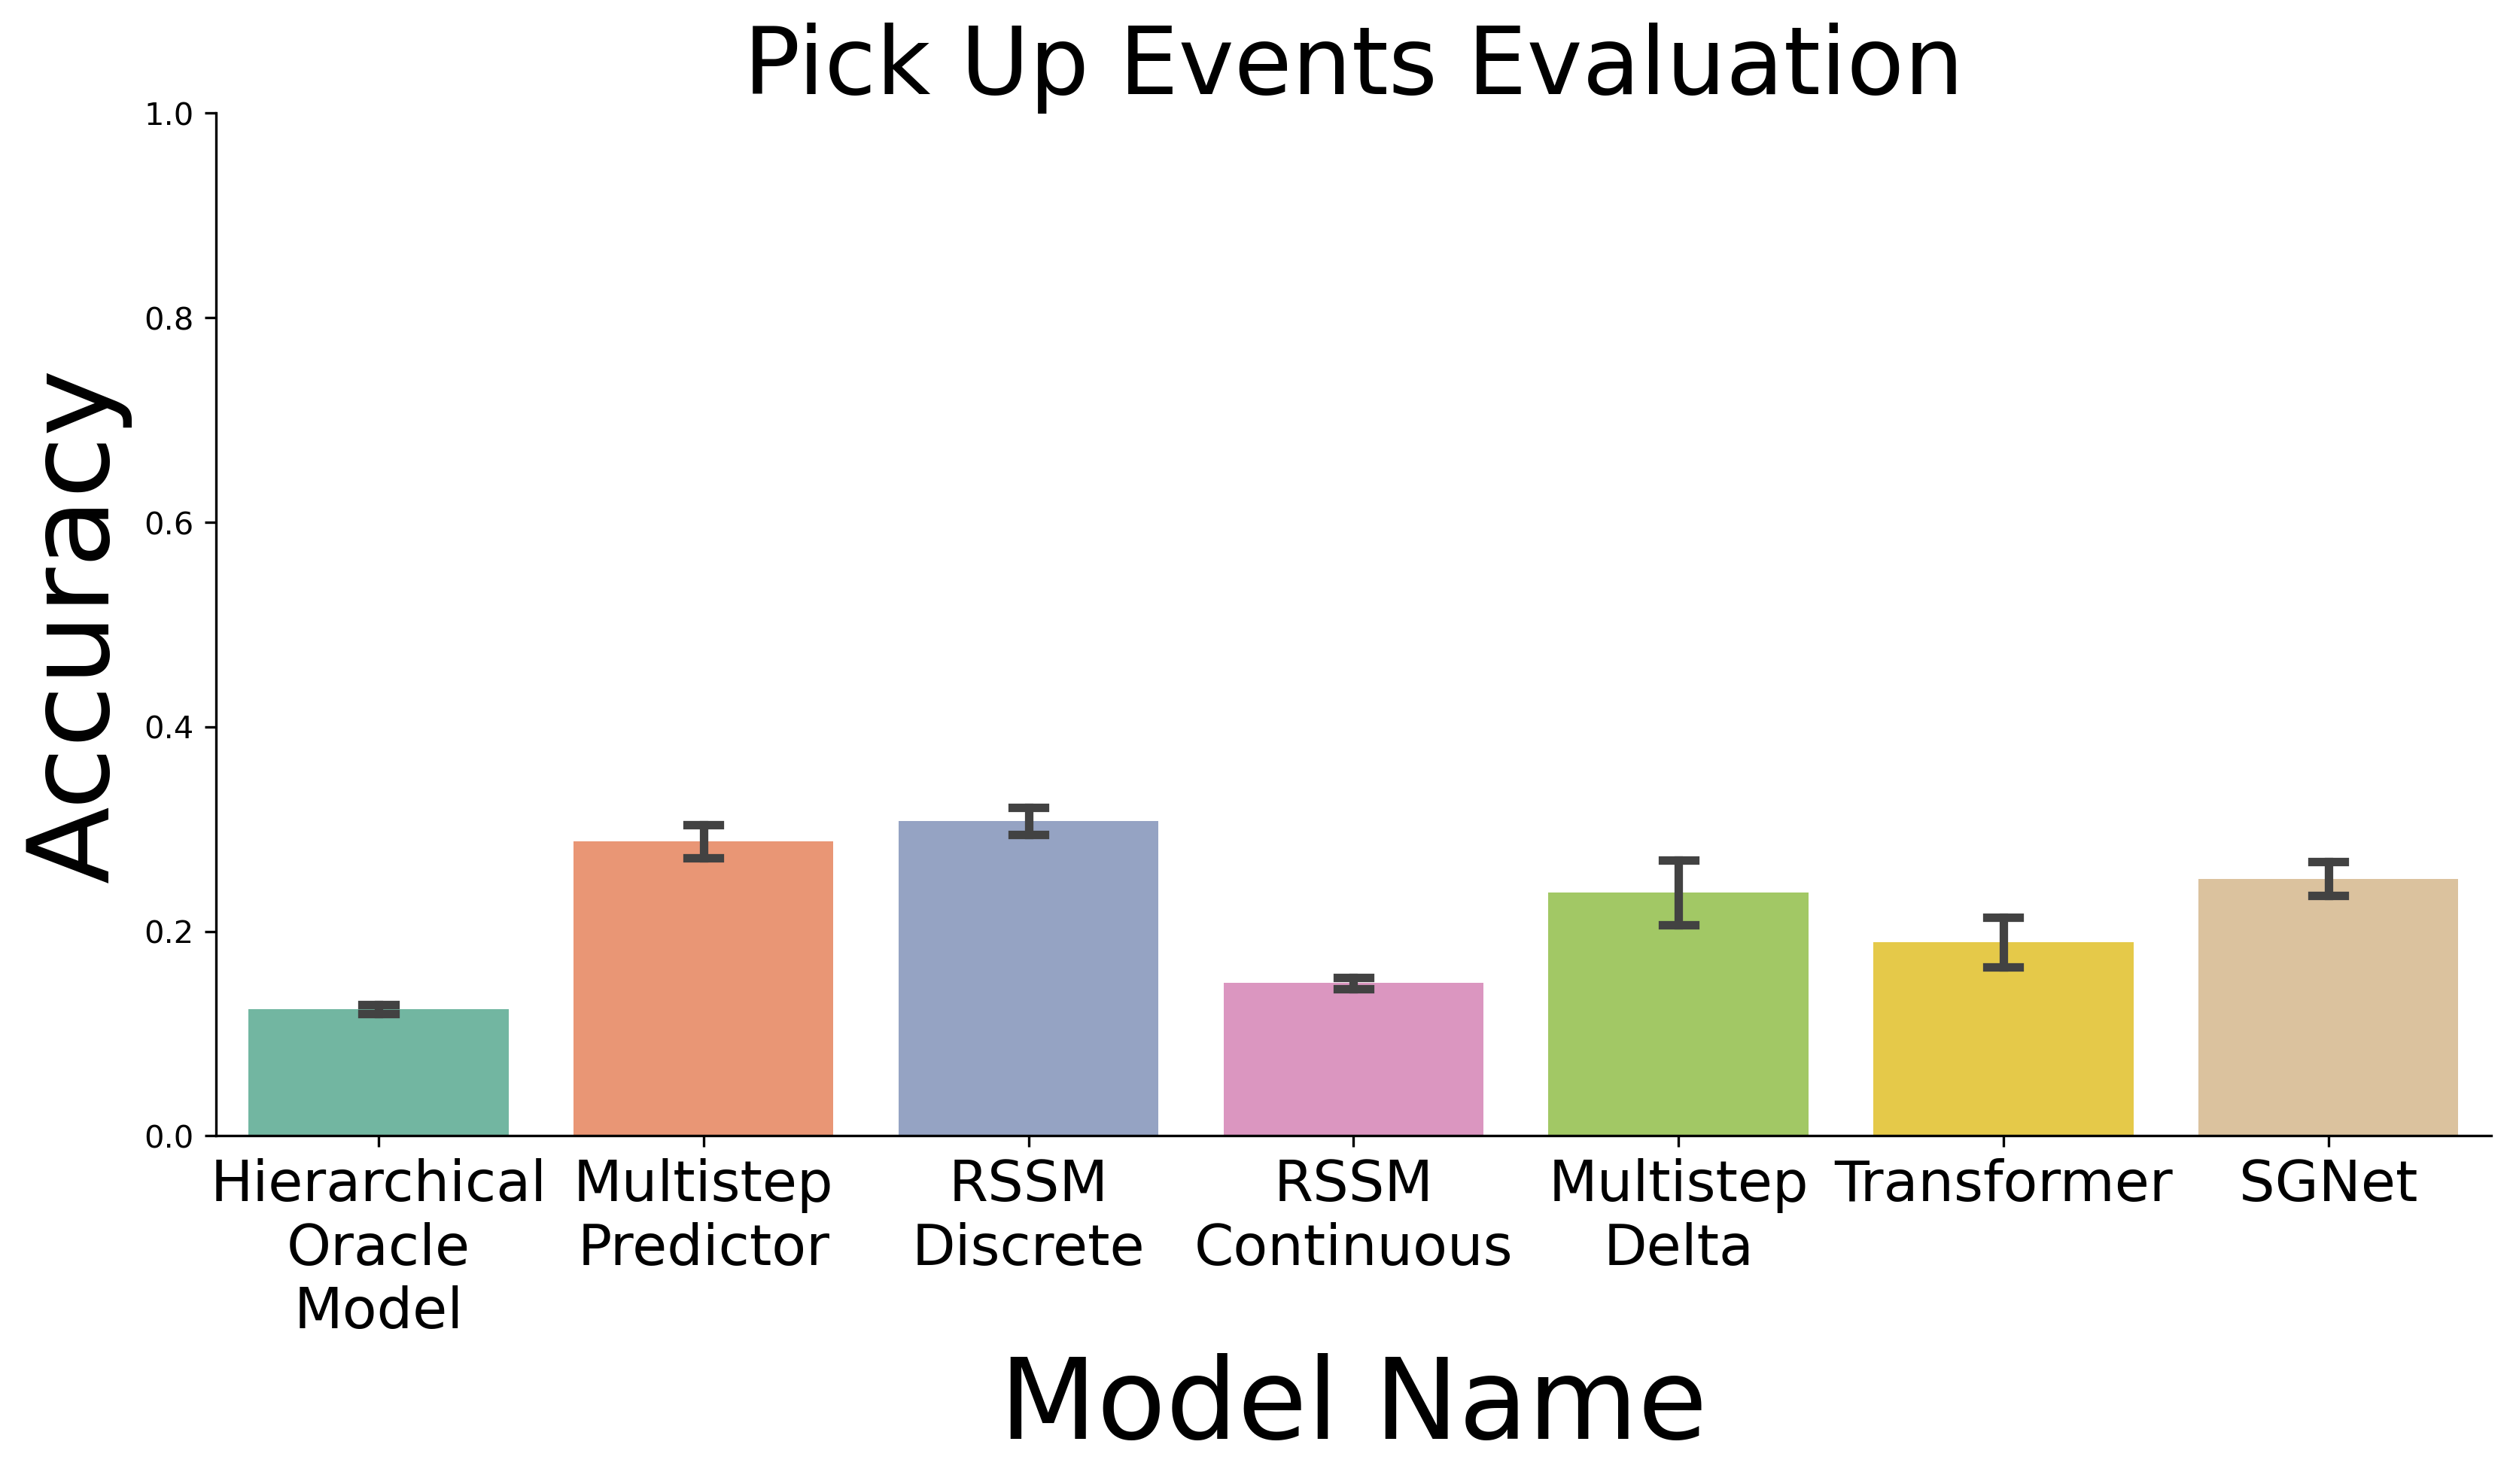 Pick Up Events Evaluation
Accuracy
1.0
0.8
0.6
0.4
0.2
0.0
Hierarchical
Oracle
Model
Multistep
Predictor
RSSM
Discrete
RSSM
Continuous
Multistep
Delta
Transformer
SGNet
Model Name